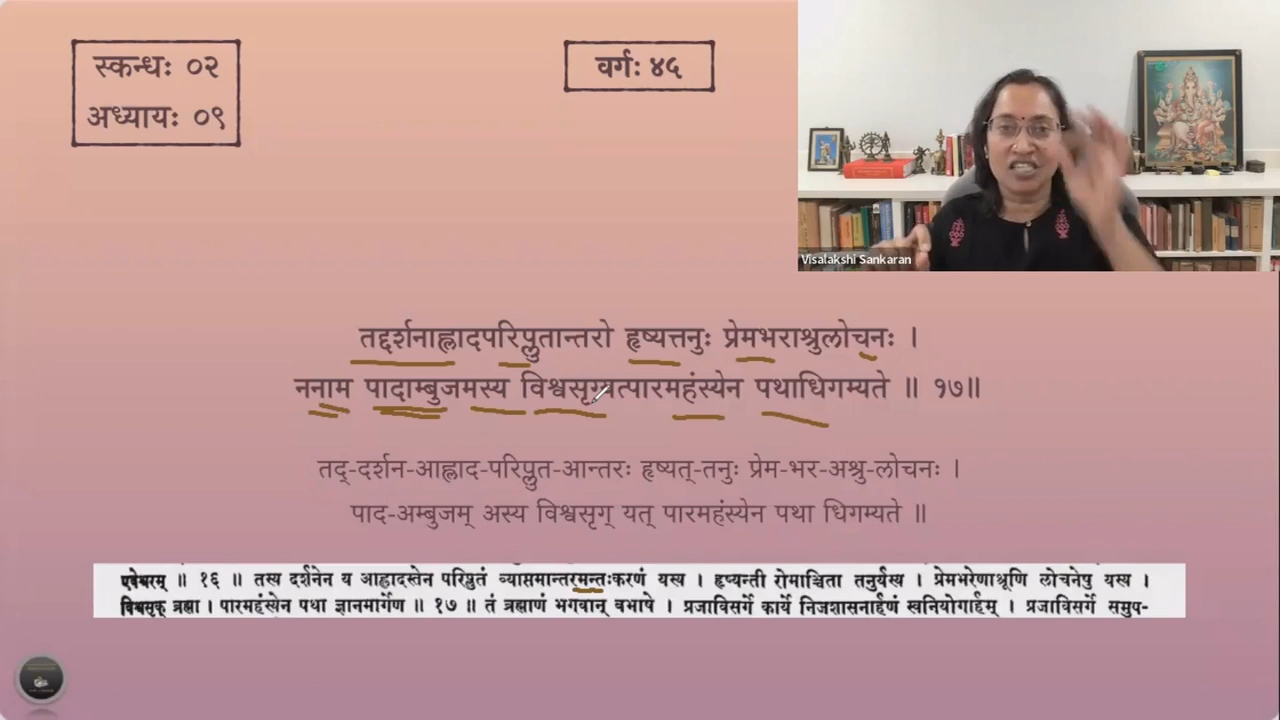 स्कन्धः ०२
अध्यायः ०९
वर्गः ४५
Visalakshi Sankaran
तद्दर्शनाह्लादपरिप्लुतान्तरो हृष्यत्तनुः प्रेमभराश्रुलोचनः ।
ननाम पादाम्बुजमस्य विश्वसृग्यत्पारमहंस्येन पथाधिगम्यते ॥ १७॥
तद्-दर्शन-आह्लाद-परिप्लुत-आन्तरः हृष्यत्-तनुः प्रेम-भर-अश्रु-लोचनः ।
पाद-अम्बुजम् अस्य विश्वसृग् यत् पारमहंस्येन पथा धिगम्यते ॥
एवेश्वरम् ॥ १६ ॥ तस्य दर्शनेन य आह्लादस्तेन परिप्लुतं व्याप्तमान्तरमन्तःकरणं यस्य । हृष्यन्ती रोमाञ्चिता तनुर्यस्य । प्रेमभरेणाश्रूणि लोचनेषु यस्य ।
विश्वसृक् ब्रह्मा । पारमहंस्येन पथा ज्ञानमार्गेण ॥ १७ ॥ तं ब्रह्माणं भगवान् बभाषे । प्रजाविसर्गे कार्ये निजशासनार्हणं स्वनियोगार्हम् । प्रजाविसर्गे समुप-